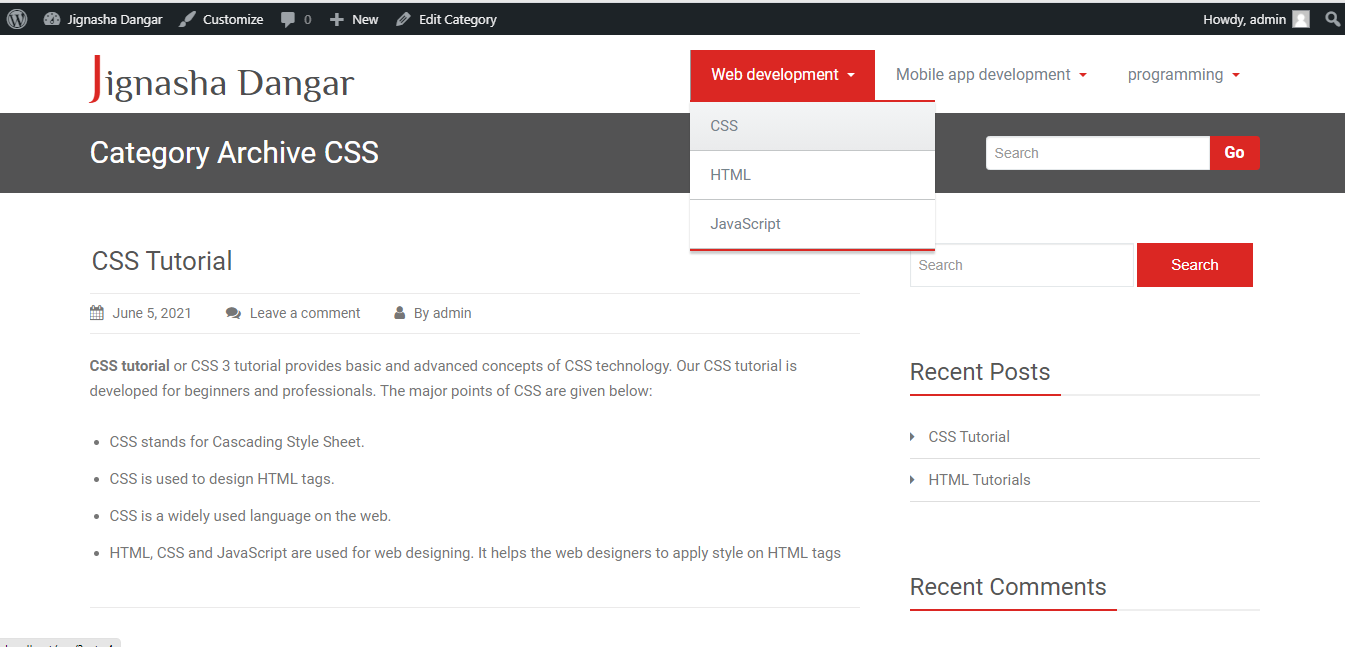 Jignasha Dangar Customize 0 New Edit Category Howdy, admin
Jignasha Dangar
Web development Mobile app development programming
CSS
HTML
JavaScript
Category Archive CSS
Search Go
CSS Tutorial
June 5, 2021 Leave a comment By admin
CSS tutorial or CSS 3 tutorial provides basic and advanced concepts of CSS technology. Our CSS tutorial is
developed for beginners and professionals. The major points of CSS are given below:
CSS stands for Cascading Style Sheet.
CSS is used to design HTML tags.
CSS is a widely used language on the web.
HTML, CSS and JavaScript are used for web designing. It helps the web designers to apply style on HTML tags
Search Search
Recent Posts
CSS Tutorial
HTML Tutorials
Recent Comments